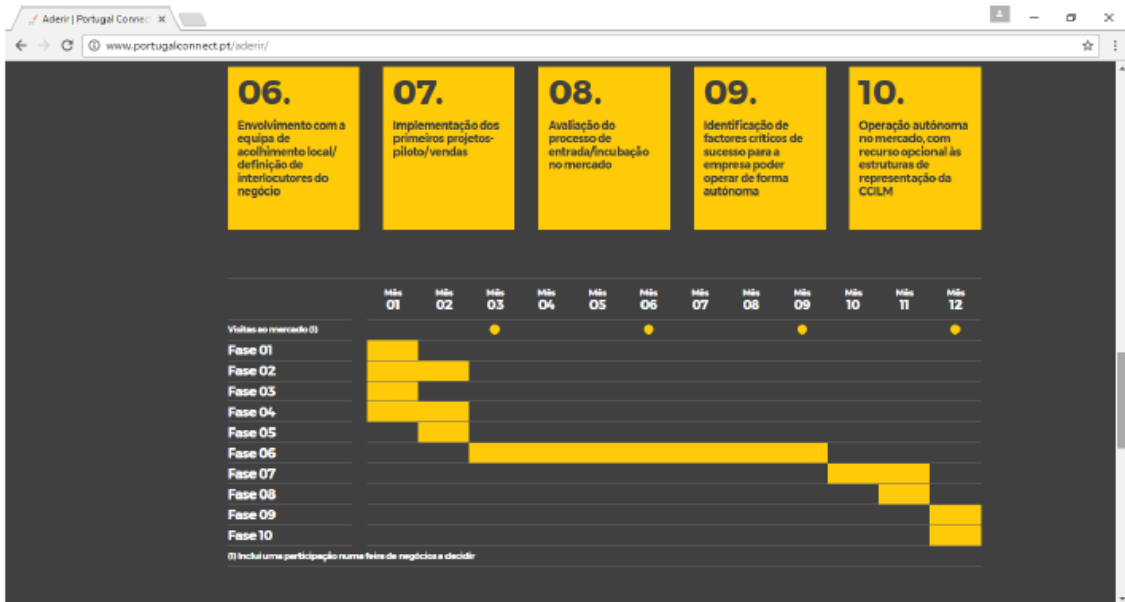 Aderir | Portugal Connec
www.portugalconnect.pt/aderir/
06.
Envolvimento com a
equipa de
acolhimento local/
definição de
interlocutores do
negócio
07.
Implementação dos
primeiros projetos-
piloto/vendas
08.
Avaliação do
processo de
entrada/incubação
no mercado
09.
Identificação de
factores críticos de
sucesso para a
empresa poder
operar de forma
autónoma
10.
Operação autónoma
no mercado, com
recurso opcional às
estruturas de
representação da
CCILM
Mês Mês Mês Mês Mês Mês Mês Mês Mês Mês Mês Mês
01 02 03 04 05 06 07 08 09 10 11 12
Visitas ao mercado (1)
Fase 01
Fase 02
Fase 03
Fase 04
Fase 05
Fase 06
Fase 07
Fase 08
Fase 09
Fase 10
(1) Inclui uma participação numa feira de negócios a decidir